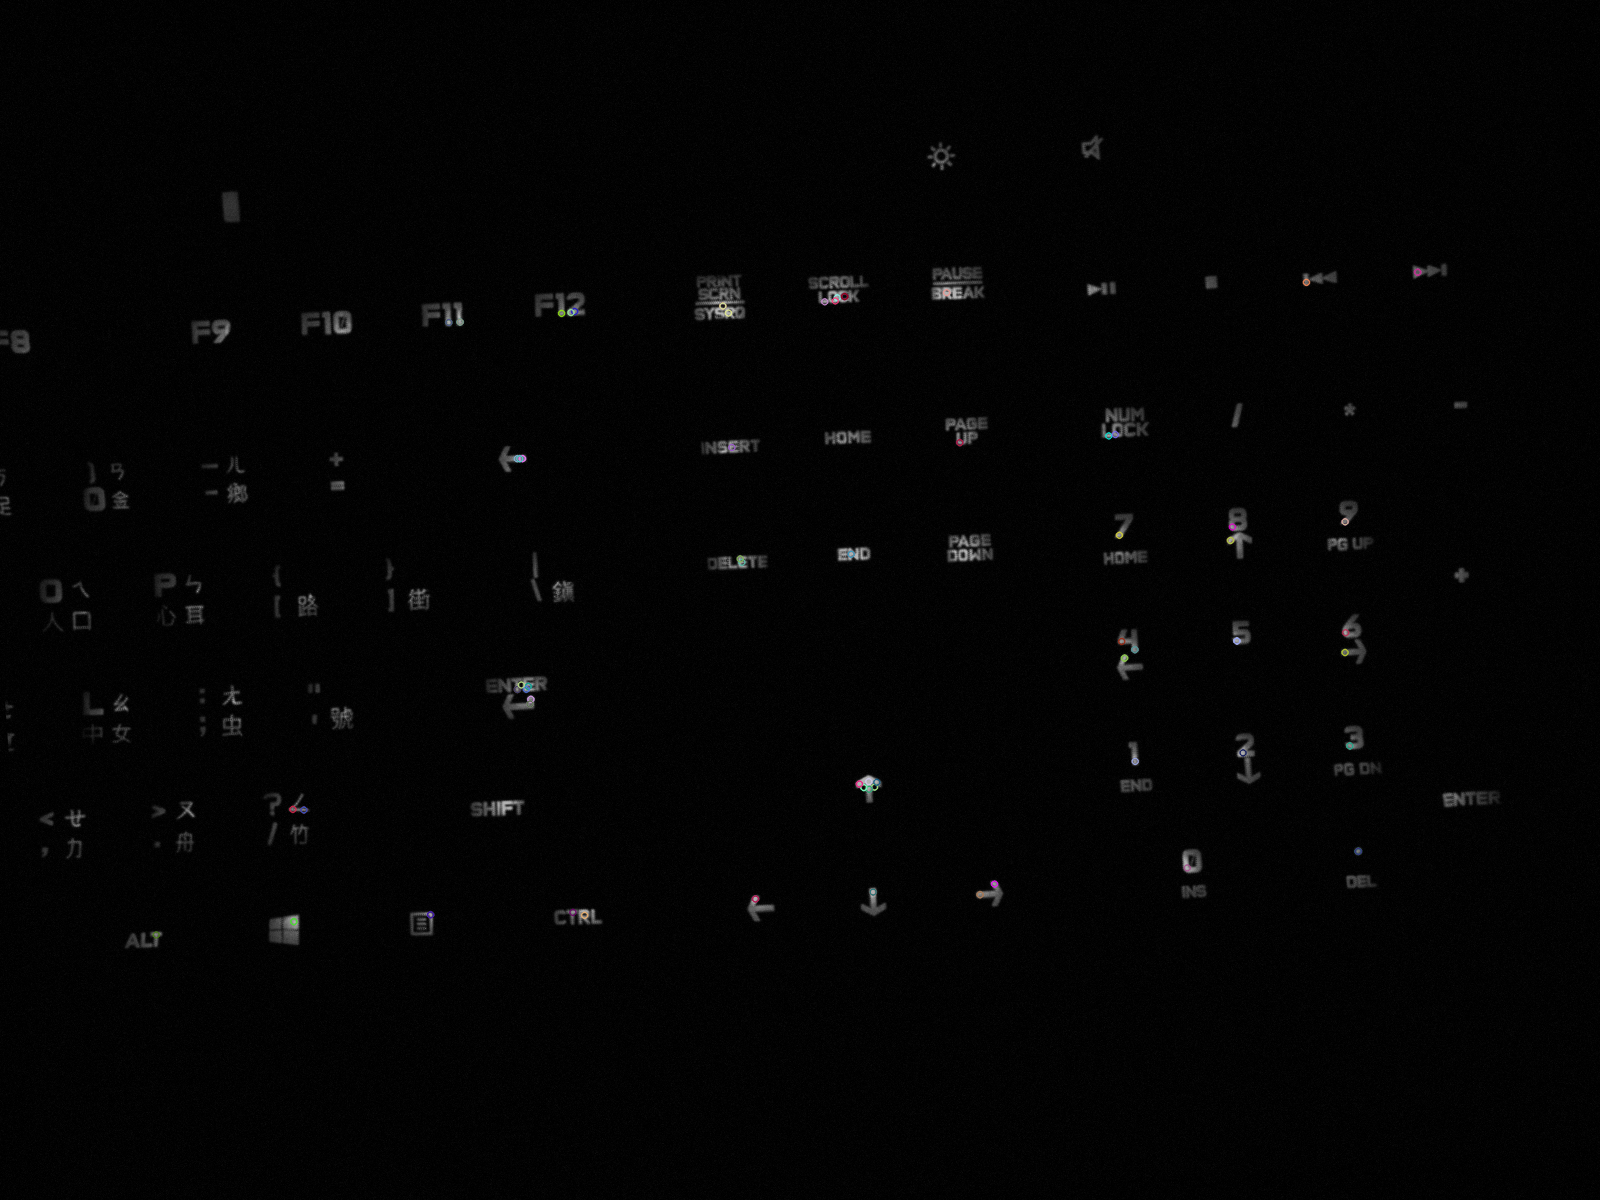 PRINT SCRN SYSRQ
SCROLL LOCK
PAUSE BREAK
F8 F9 F10 F11 F12
INSERT HOME PAGE UP NUM LOCK / * -
} ㄢ — ㄦ +
0 金 - 鄉 =
DELETE END PAGE DOWN 7 HOME 8 9 PG UP +
O ㄟ P ㄣ { } |
人 口 心 耳 [ 路 ] 街 \ 鎖
4 5 6
L ㄠ : ㄤ " ENTER
中 女 ; 虫 ' 號
1 END 2 3 PG DN ENTER
< ㄝ > ㄡ ? ㄥ SHIFT
, 力 . 舟 / 竹
0 INS DEL
ALT CTRL